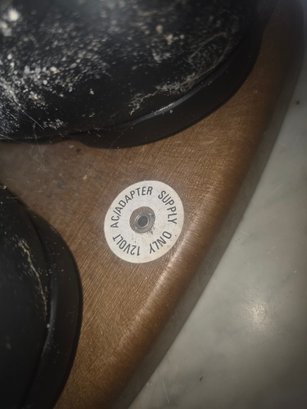 12VOLT AC/ADAPTER SUPPLY ONLY